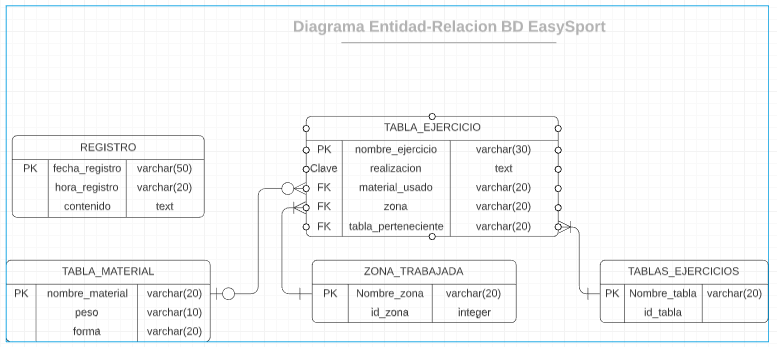 Diagrama Entidad-Relacion BD EasySport
TABLA_EJERCICIO
PK nombre_ejercicio varchar(30)
Clave realizacion text
FK material_usado varchar(20)
FK zona varchar(20)
FK tabla_perteneciente varchar(20)
REGISTRO
PK fecha_registro varchar(50)
hora_registro varchar(20)
contenido text
TABLA_MATERIAL
PK nombre_material varchar(20)
peso varchar(10)
forma varchar(20)
ZONA_TRABAJADA
PK Nombre_zona varchar(20)
id_zona integer
TABLAS_EJERCICIOS
PK Nombre_tabla varchar(20)
id_tabla